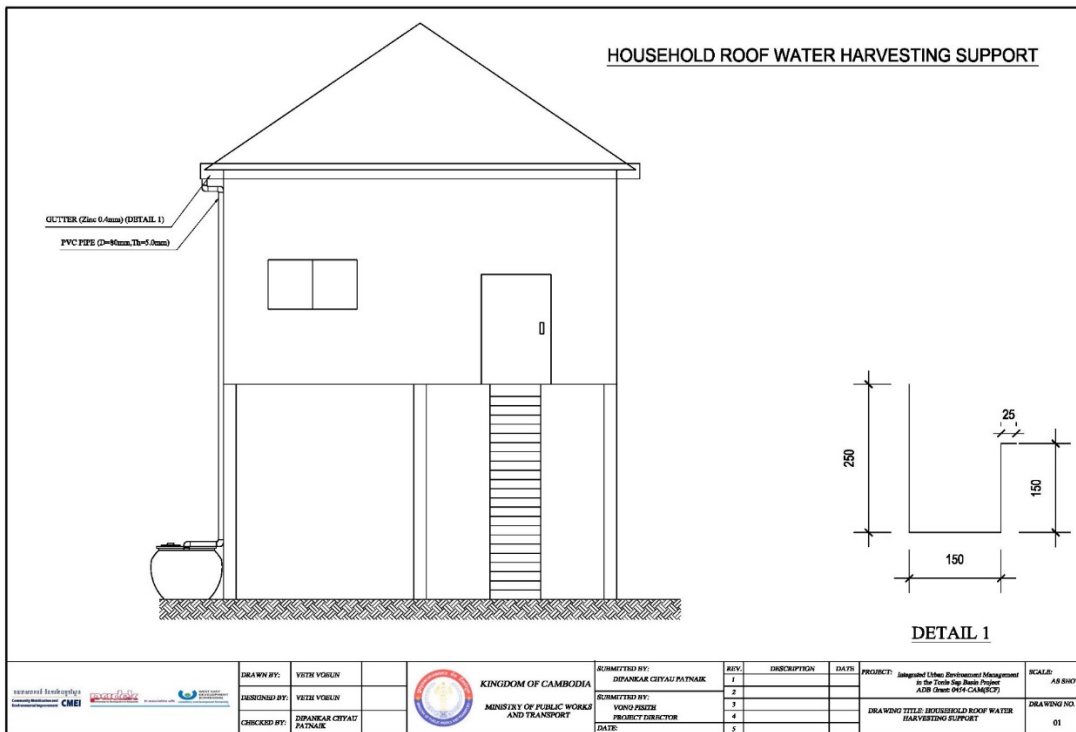 HOUSEHOLD ROOF WATER HARVESTING SUPPORT
GUTTER (Zinc 0.4mm) (DETAIL 1)
PVC PIPE (D=80mm,Th=5.0mm)
25
250
150
150
DETAIL 1
CMEI
DRAWN BY:
VETH VOEUN
DESIGNED BY:
VETH VOEUN
CHECKED BY:
DIPANKAR CHYAU
PATNAIK
KINGDOM OF CAMBODIA
MINISTRY OF PUBLIC WORKS
AND TRANSPORT
SUBMITTED BY:
DIPANKAR CHYAU PATNAIK
SUBMITTED BY:
VONG PISITH
PROJECT DIRECTOR
DATE:
REV.
DESCRIPTION
DATE
1
2
3
4
5
PROJECT:
Integrated Urban Environment Management
in the Tonle Sap Basin Project
ADB Grant: 0454-CAM(SCF)
DRAWING TITLE: HOUSEHOLD ROOF WATER
HARVESTING SUPPORT
SCALE:
AS SHO
DRAWING NO.
01